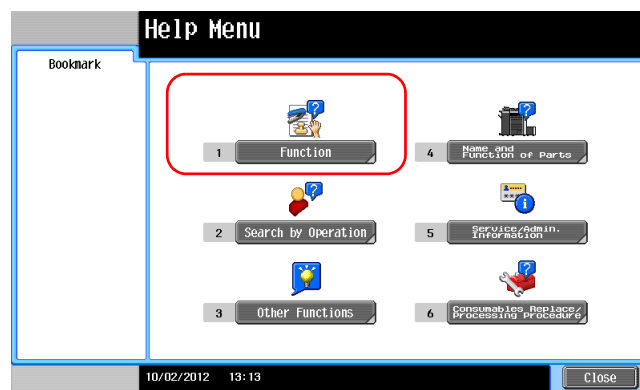 Help Menu
Bookmark
1 Function
4 Name and
Function of Parts
2 Search by Operation
5 Service/Admin.
Information
3 Other Functions
6 Consumables Replace/
Processing Procedure
10/02/2012 13:13
Close